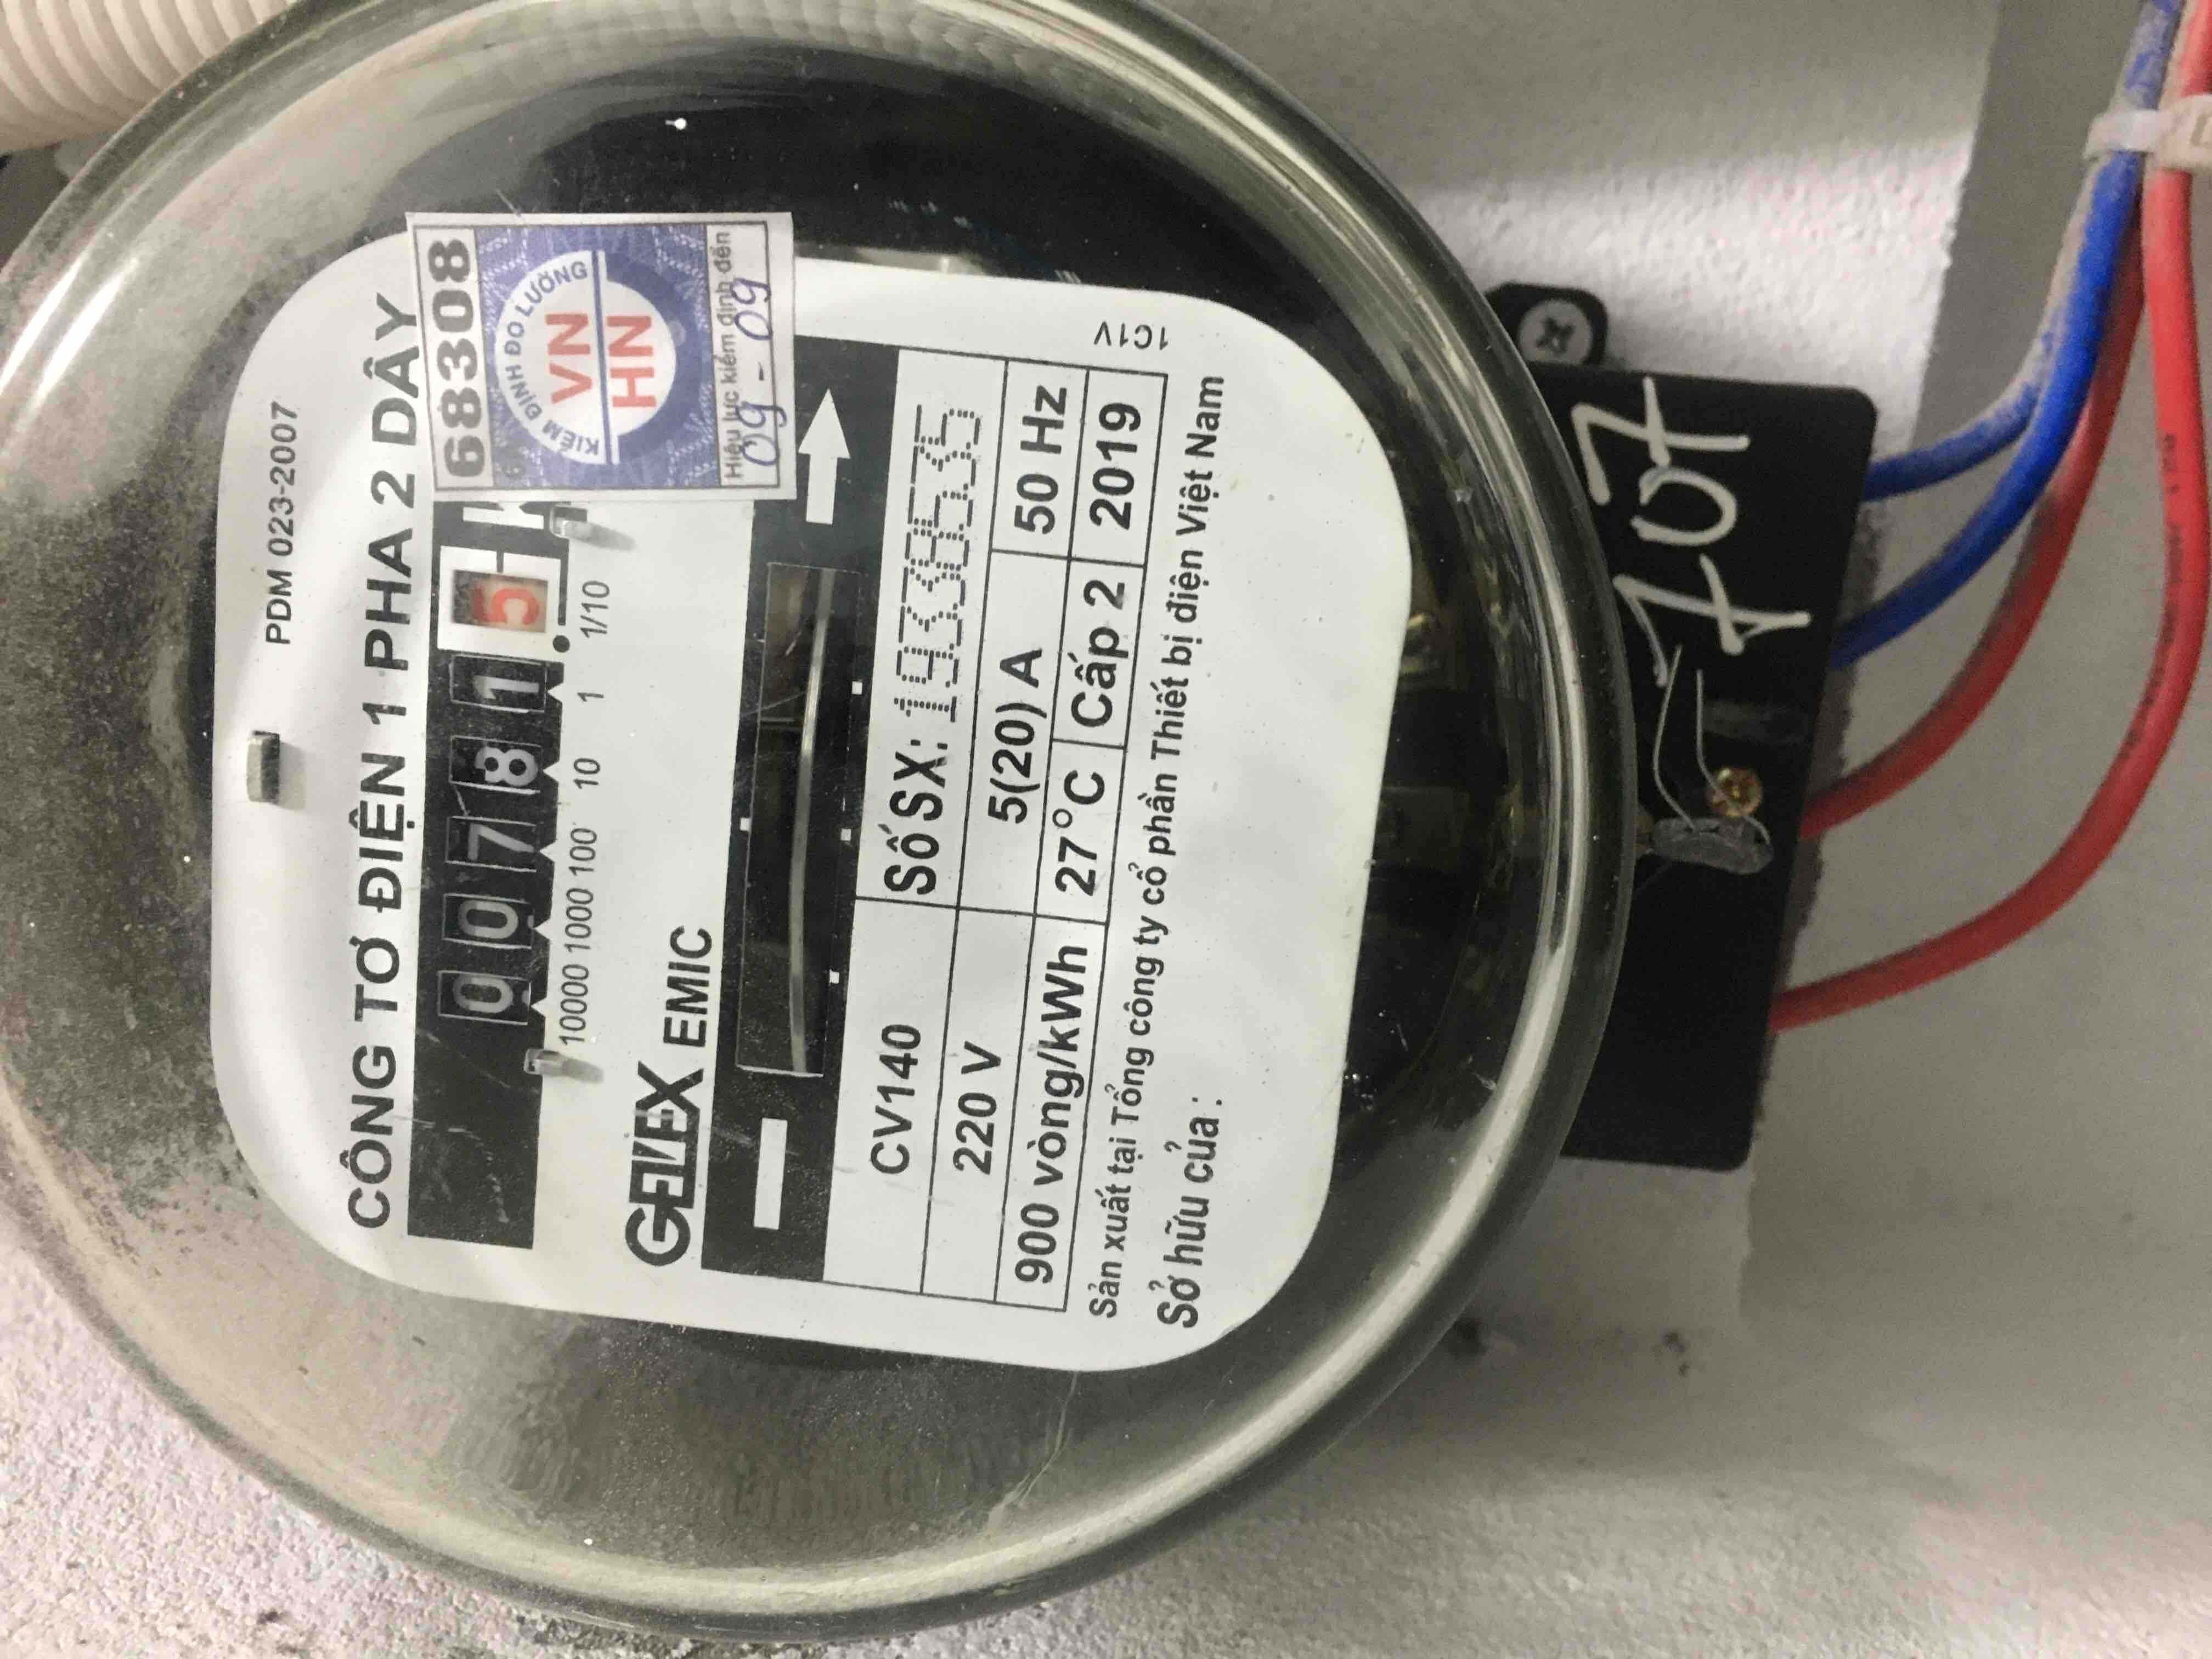 PDM 023-2007
CÔNG TƠ ĐIỆN 1 PHA 2 DÂY
68308
KIỂM ĐỊNH ĐO LƯỜNG
VN
HN
Hiệu lực kiểm định đến
09 - 09
0 0 7 8 1 5
10000 1000 100 10 1 1/10
kWh
GELEX EMIC
CV140
Số SX: 19338535
220 V
5(20) A
50 Hz
900 vòng/kWh
27°C
Cấp 2
2019
1C1V
Sản xuất tại Tổng công ty cổ phần Thiết bị điện Việt Nam
Sở hữu của :
707